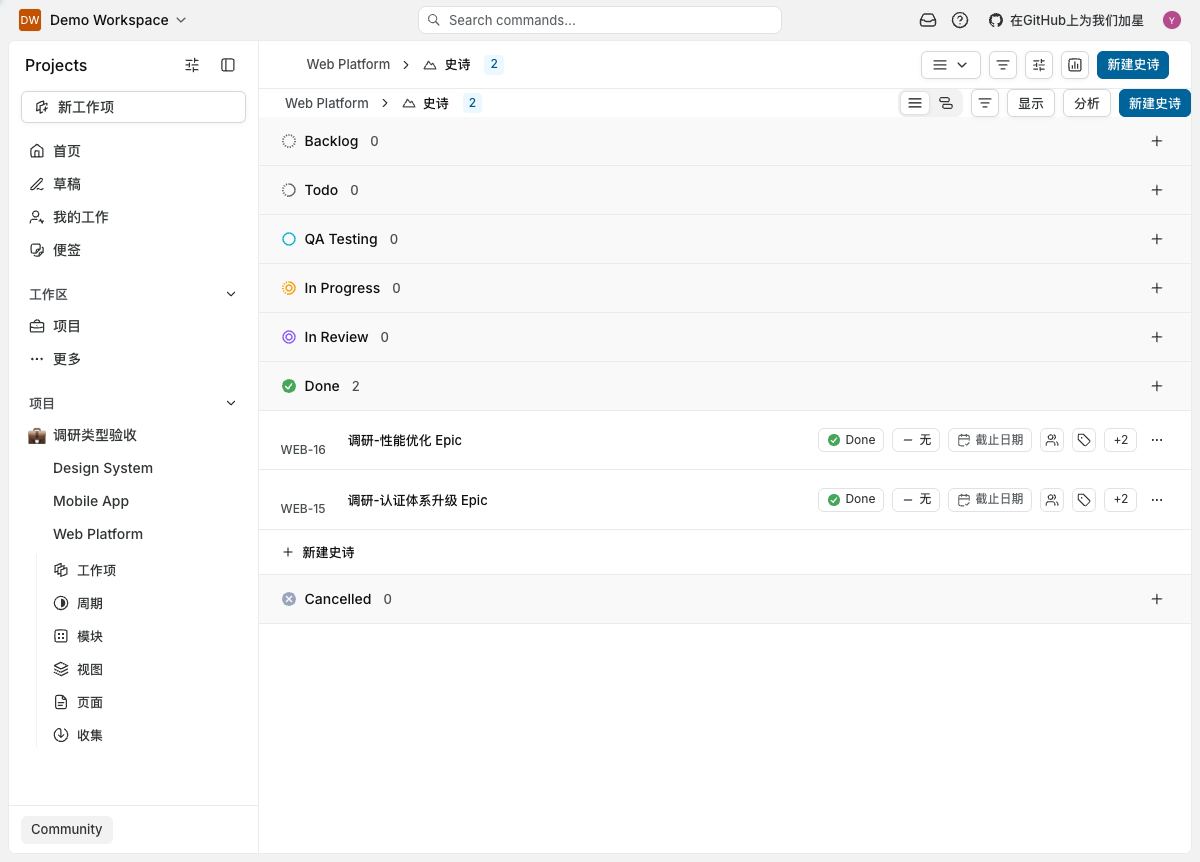 DW Demo Workspace
Search commands...
在GitHub上为我们加星
Y
Projects
新工作项
首页
草稿
我的工作
便签
工作区
项目
更多
项目
调研类型验收
Design System
Mobile App
Web Platform
工作项
周期
模块
视图
页面
收集
Community
Web Platform 史诗 2
新建史诗
Web Platform 史诗 2
显示 分析 新建史诗
Backlog 0
Todo 0
QA Testing 0
In Progress 0
In Review 0
Done 2
WEB-16 调研-性能优化 Epic Done 无 截止日期 +2
WEB-15 调研-认证体系升级 Epic Done 无 截止日期 +2
新建史诗
Cancelled 0